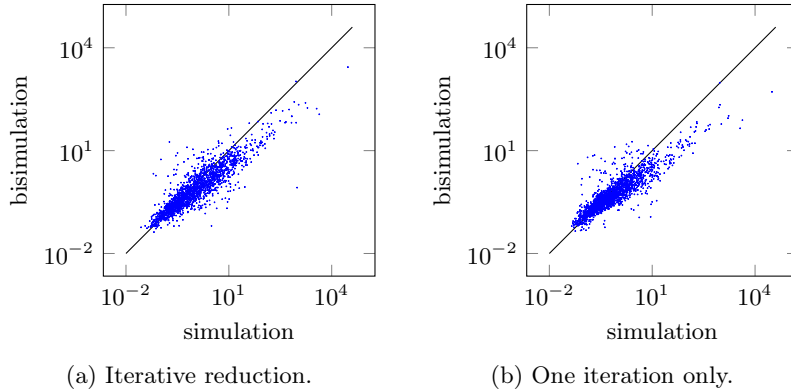 10^4
10^1
10^−2
bisimulation
10^−2 10^1 10^4
simulation
(a) Iterative reduction.
10^4
10^1
10^−2
bisimulation
10^−2 10^1 10^4
simulation
(b) One iteration only.